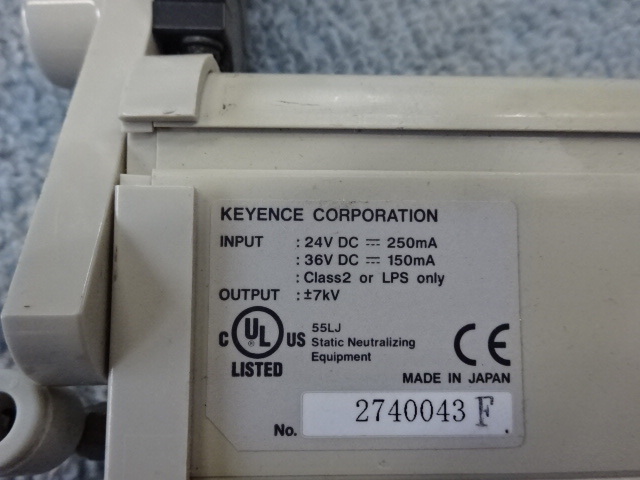 KEYENCE CORPORATION
INPUT : 24V DC ⎓ 250mA
: 36V DC ⎓ 150mA
: Class2 or LPS only
OUTPUT : ±7kV
C UL ® US LISTED
55LJ
Static Neutralizing
Equipment
CE
MADE IN JAPAN
No. 2740043 F